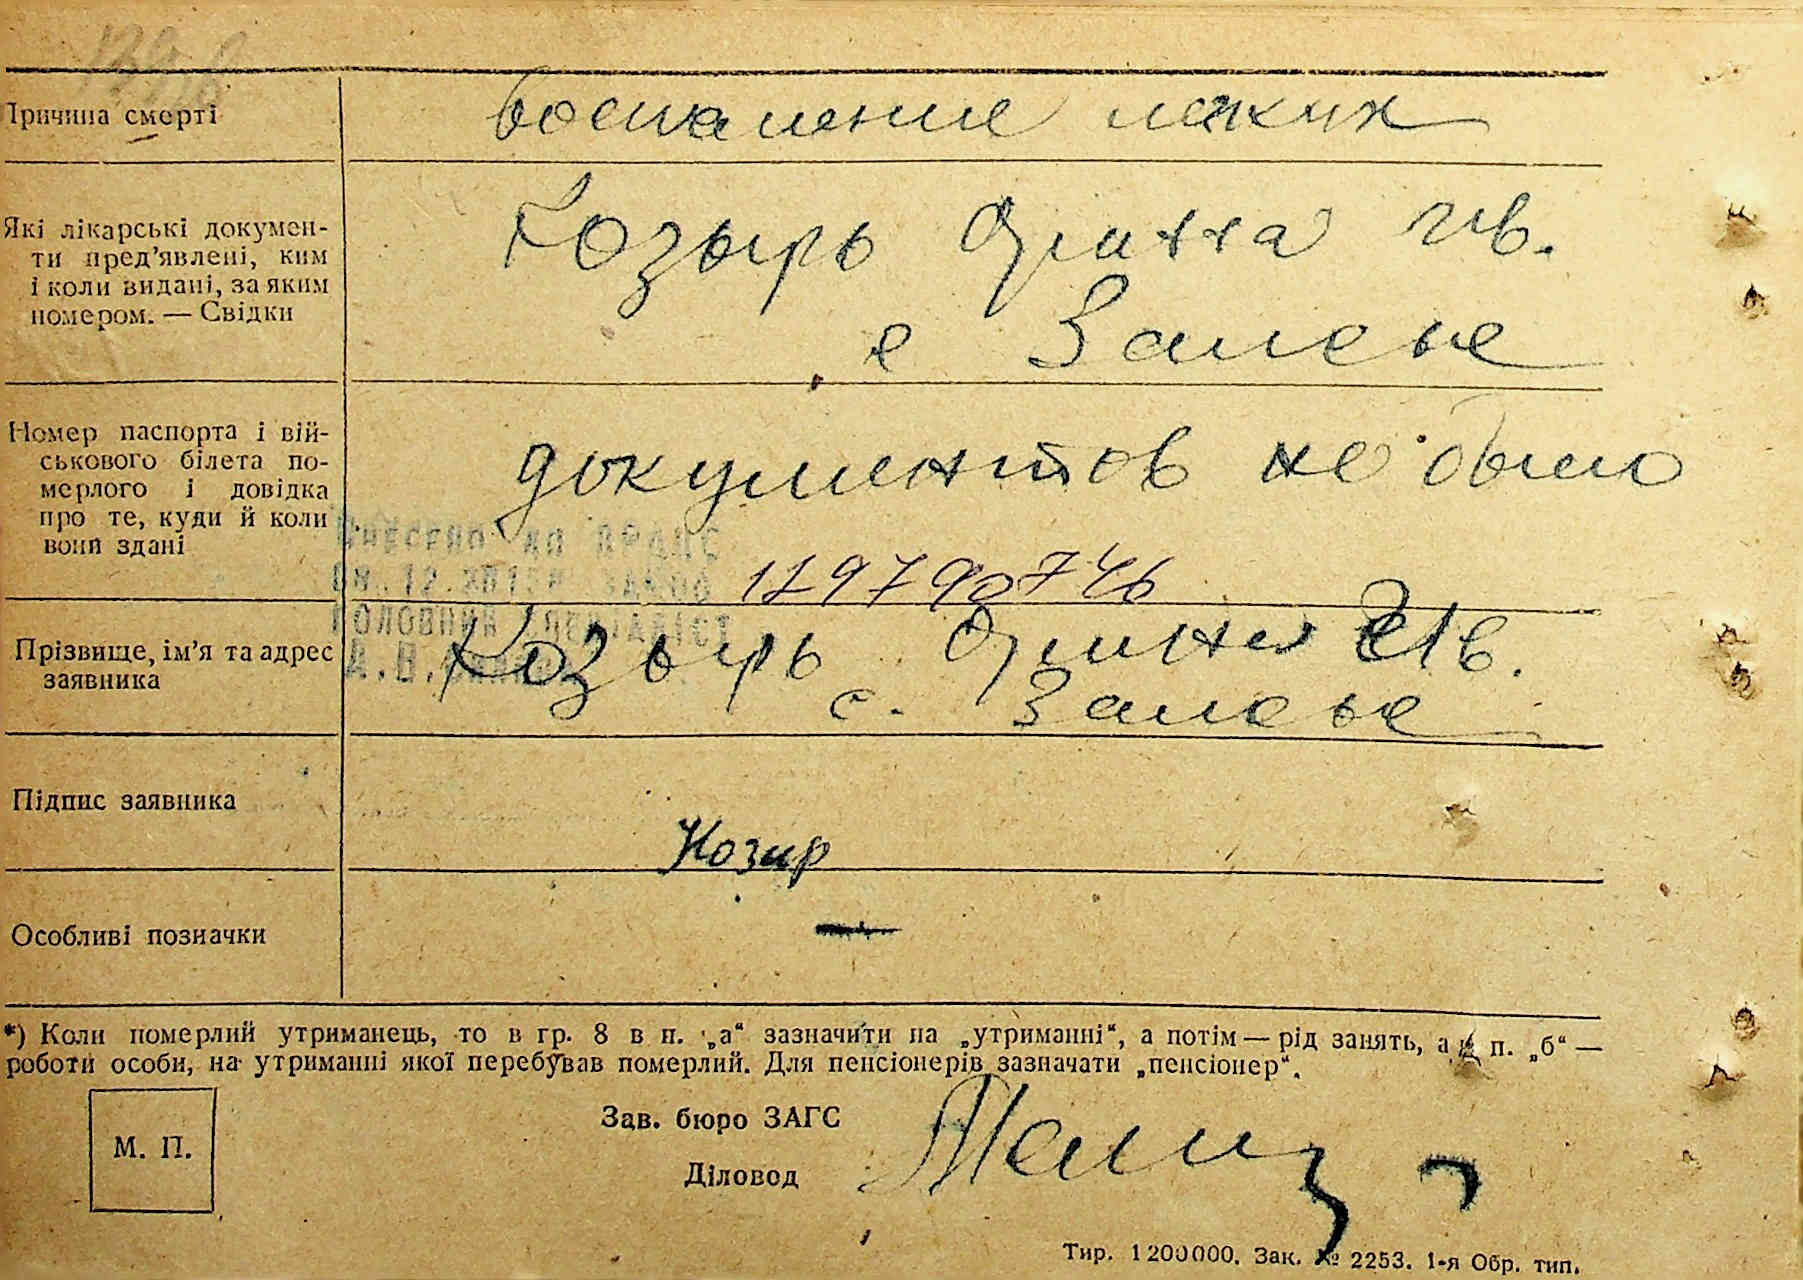 Причина смерті
воспаление легких
Які лікарські докумен-
ти пред’явлені, ким
і коли видані, за яким
номером. — Свідки
Козырь Ив.
с Залесье
Номер паспорта і вій-
ськового білета по-
мерлого і довідка
про те, куди й коли
вони здані
документов не было
Внесено до
ГОЛОВНИЙ СПЕЦІАЛІСТ
Прізвище, ім’я та адрес
заявника
Козырь Ив.
с. Залесье
Підпис заявника
Козир
Особливі позначки
—
*) Коли померлий утриманець, то в гр. 8 в п. „а“ зазначити на „утриманні“, а потім — рід занять, а в п. „б“ —
роботи особи, на утриманні якої перебував померлий. Для пенсіонерів зазначати „пенсіонер“.
М. П.
Зав. бюро ЗАГС
Діловод
Тир. 1200000. Зак. № 2253. 1-я Обр. тип.